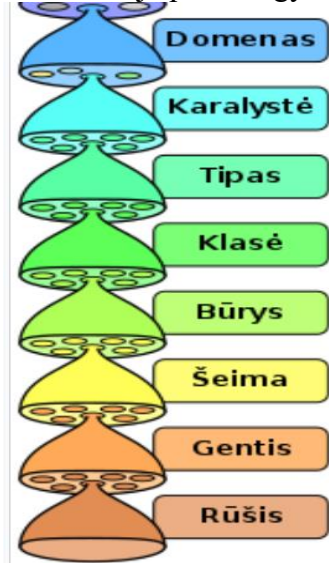 Domenas
Karalystė
Tipas
Klasė
Būrys
Šeima
Gentis
Rūšis